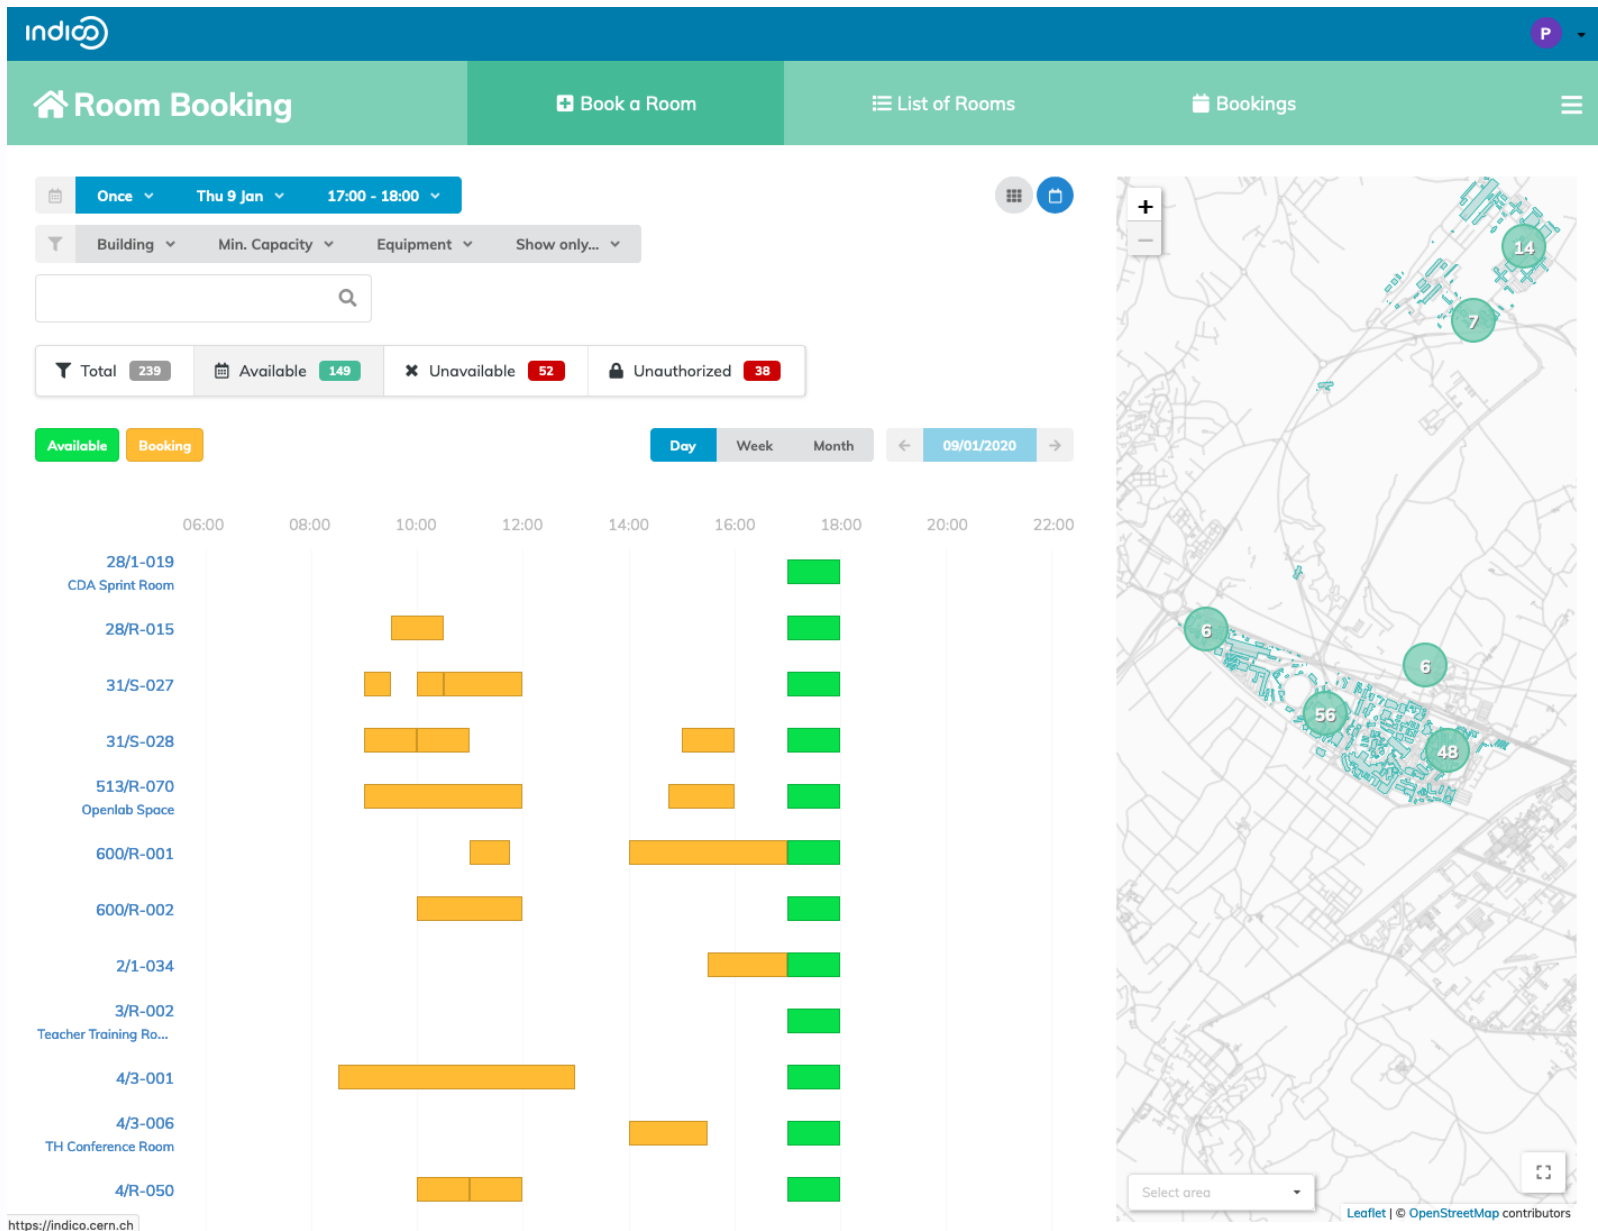 indico
P
Room Booking
Book a Room
List of Rooms
Bookings
Once
Thu 9 Jan
17:00 - 18:00
Building
Min. Capacity
Equipment
Show only...
Total 239
Available 149
Unavailable 52
Unauthorized 38
Available
Booking
Day
Week
Month
09/01/2020
06:00 08:00 10:00 12:00 14:00 16:00 18:00 20:00 22:00
28/1-019
CDA Sprint Room
28/R-015
31/S-027
31/S-028
513/R-070
Openlab Space
600/R-001
600/R-002
2/1-034
3/R-002
Teacher Training Ro...
4/3-001
4/3-006
TH Conference Room
4/R-050
https://indico.cern.ch
+
−
14
7
6
6
56
48
Select area
Leaflet | © OpenStreetMap contributors